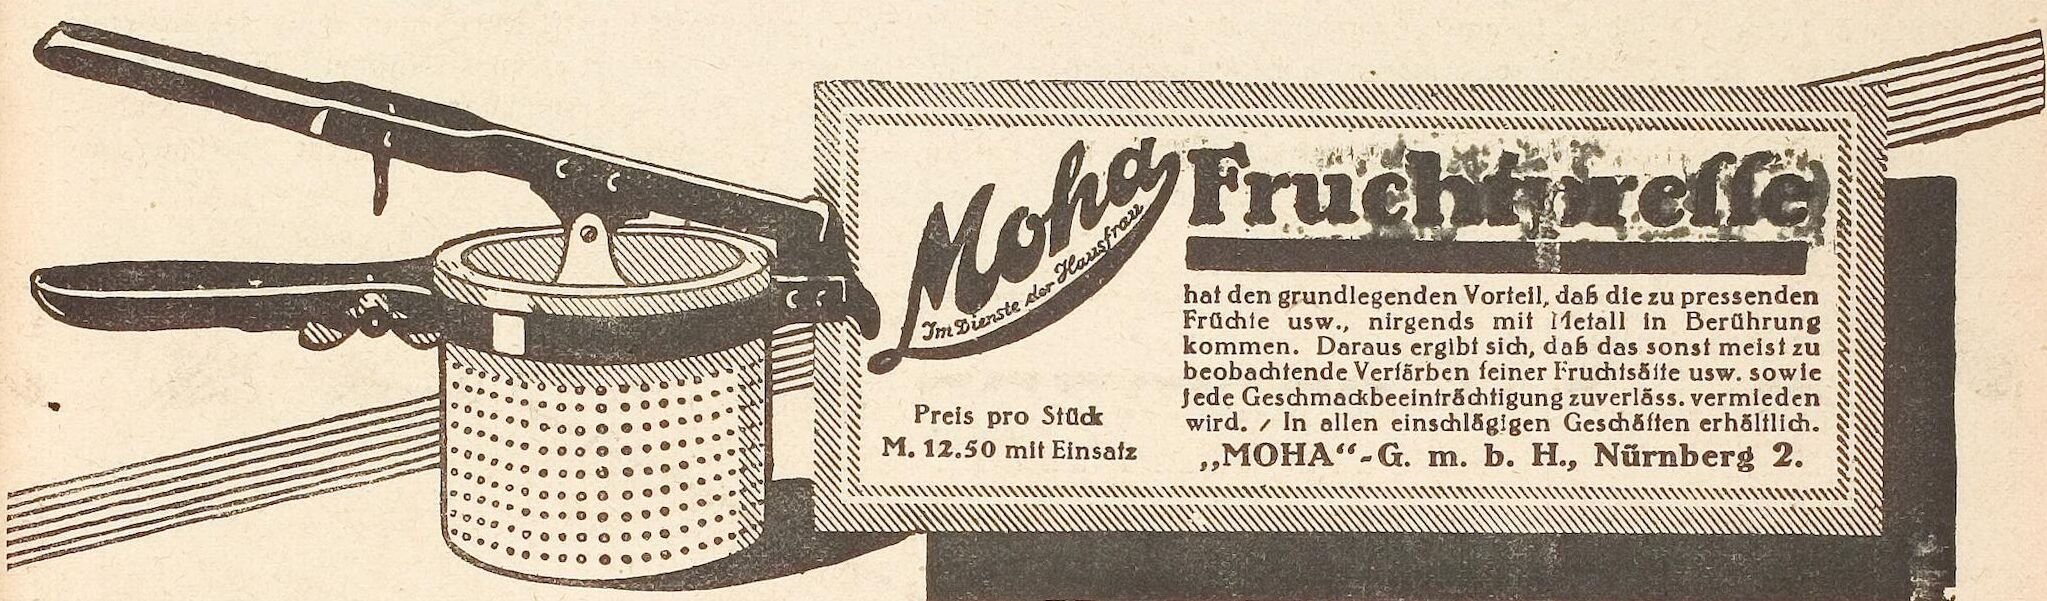 Moha
Im Dienste der Hausfrau
Fruchtpresse
hat den grundlegenden Vorteil, daß die zu pressenden
Früchte usw., nirgends mit Metall in Berührung
kommen. Daraus ergibt sich, daß das sonst meist zu
beobachtende Verfärben feiner Fruchtsäfte usw. sowie
jede Geschmackbeeinträchtigung zuverläss. vermieden
wird. / In allen einschlägigen Geschäften erhältlich.
„MOHA“-G. m. b. H., Nürnberg 2.
Preis pro Stück
M. 12.50 mit Einsatz